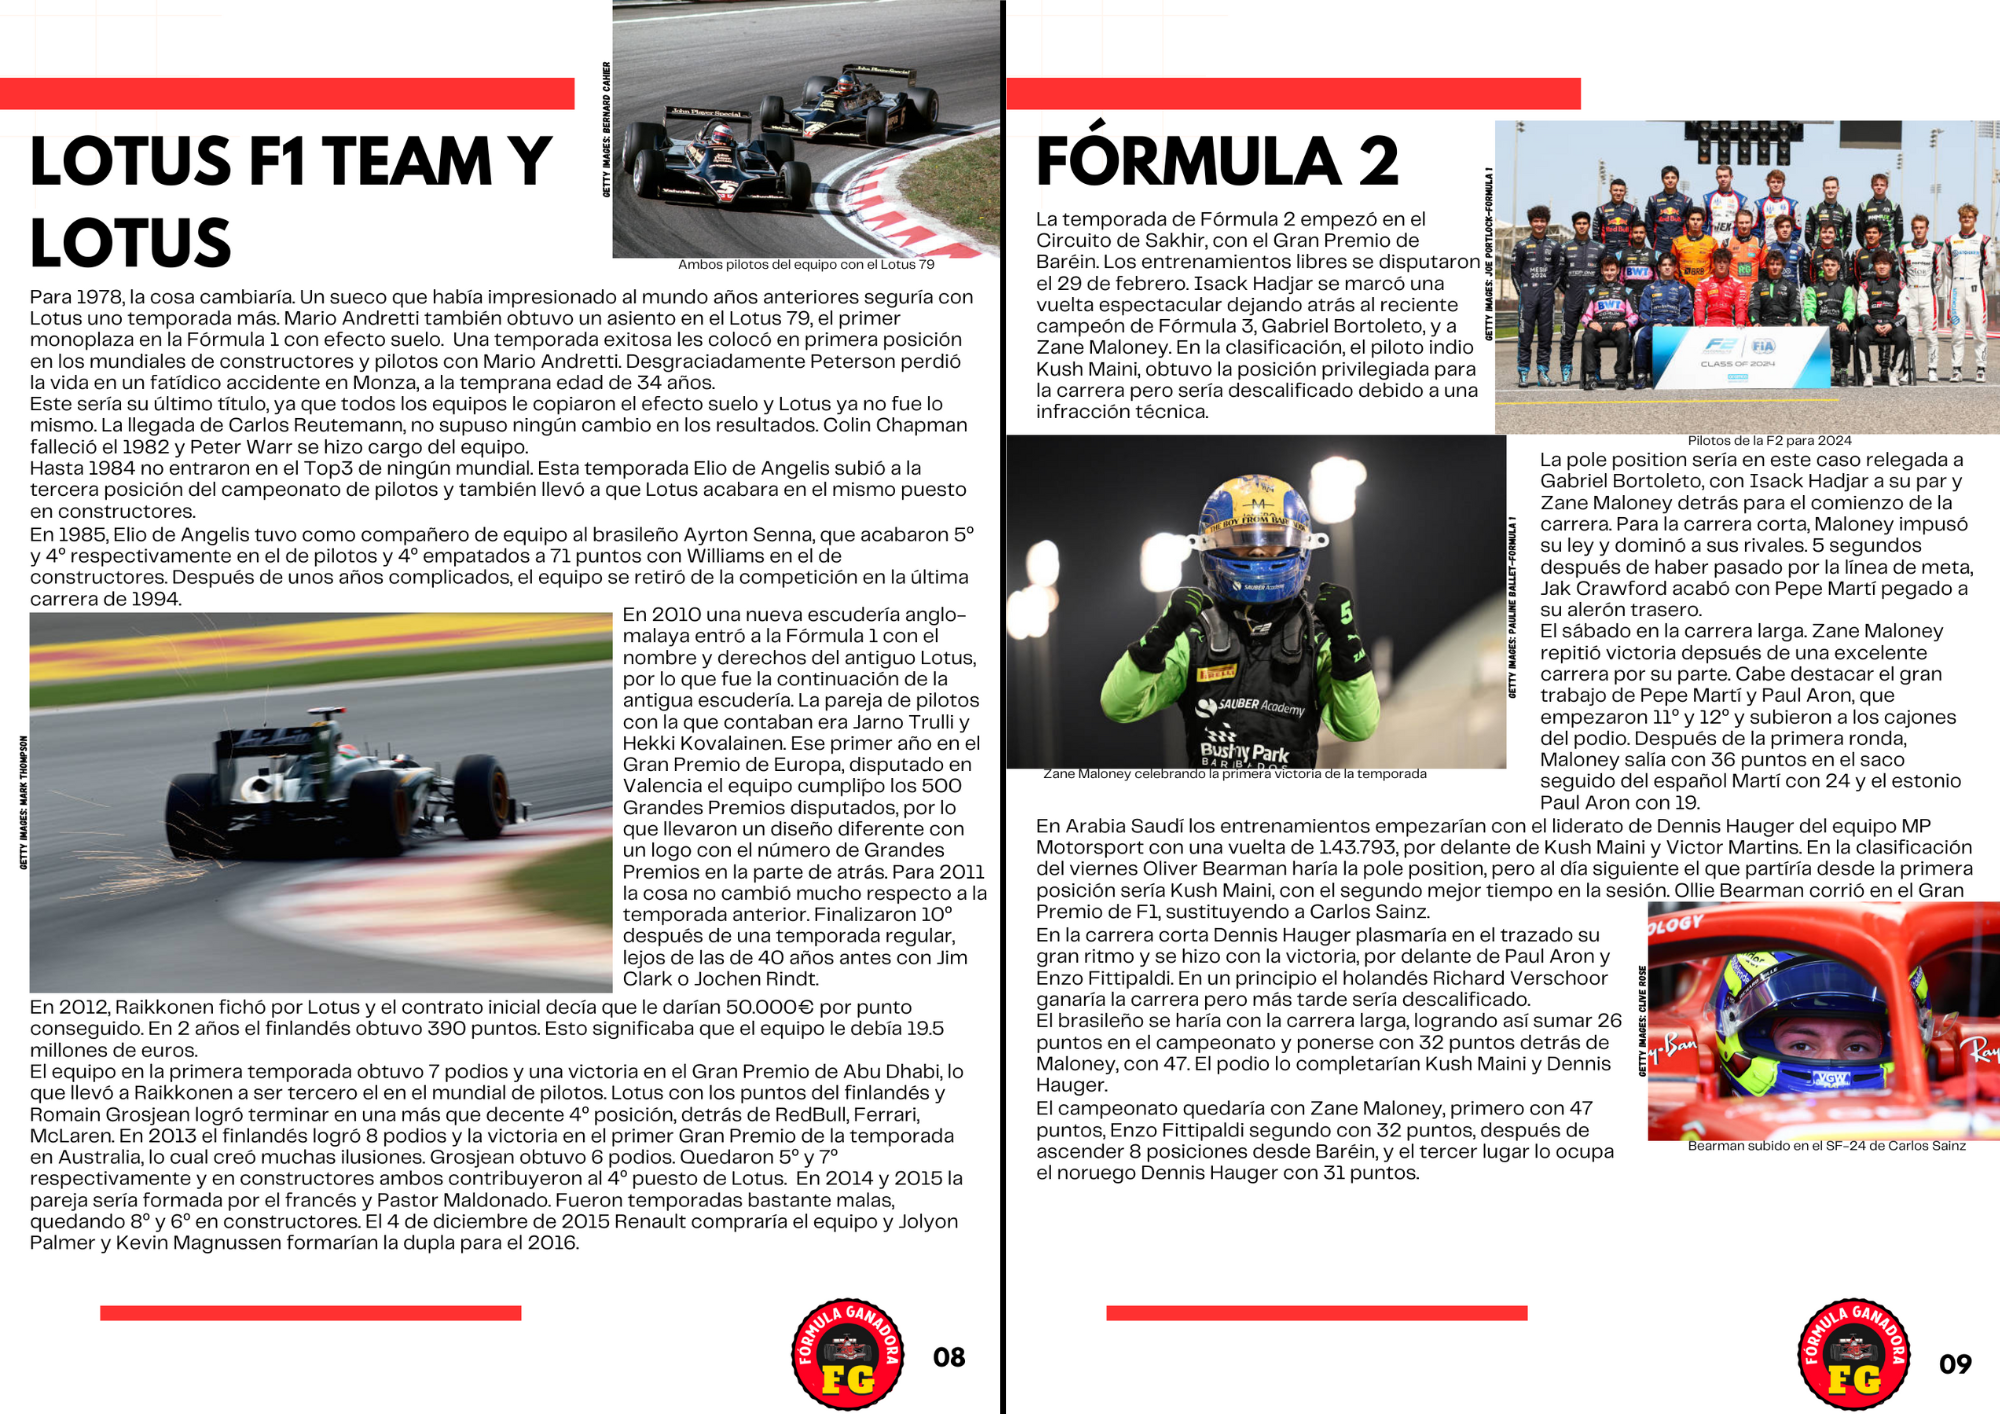 LOTUS F1 TEAM Y
LOTUS
GETTY IMAGES: BERNARD CAHIER
John Player Special
John Player Special
5
6
Ambos pilotos del equipo con el Lotus 79
Para 1978, la cosa cambiaría. Un sueco que había impresionado al mundo años anteriores seguría con
Lotus uno temporada más. Mario Andretti también obtuvo un asiento en el Lotus 79, el primer
monoplaza en la Fórmula 1 con efecto suelo. Una temporada exitosa les colocó en primera posición
en los mundiales de constructores y pilotos con Mario Andretti. Desgraciadamente Peterson perdió
la vida en un fatídico accidente en Monza, a la temprana edad de 34 años.
Este sería su último título, ya que todos los equipos le copiaron el efecto suelo y Lotus ya no fue lo
mismo. La llegada de Carlos Reutemann, no supuso ningún cambio en los resultados. Colin Chapman
falleció el 1982 y Peter Warr se hizo cargo del equipo.
Hasta 1984 no entraron en el Top3 de ningún mundial. Esta temporada Elio de Angelis subió a la
tercera posición del campeonato de pilotos y también llevó a que Lotus acabara en el mismo puesto
en constructores.
En 1985, Elio de Angelis tuvo como compañero de equipo al brasileño Ayrton Senna, que acabaron 5º
y 4º respectivamente en el de pilotos y 4º empatados a 71 puntos con Williams en el de
constructores. Después de unos años complicados, el equipo se retiró de la competición en la última
carrera de 1994.
GETTY IMAGES: MARK THOMPSON
En 2010 una nueva escudería anglo-
malaya entró a la Fórmula 1 con el
nombre y derechos del antiguo Lotus,
por lo que fue la continuación de la
antigua escudería. La pareja de pilotos
con la que contaban era Jarno Trulli y
Hekki Kovalainen. Ese primer año en el
Gran Premio de Europa, disputado en
Valencia el equipo cumplípo los 500
Grandes Premios disputados, por lo
que llevaron un diseño diferente con
un logo con el número de Grandes
Premios en la parte de atrás. Para 2011
la cosa no cambió mucho respecto a la
temporada anterior. Finalizaron 10º
después de una temporada regular,
lejos de las de 40 años antes con Jim
Clark o Jochen Rindt.
En 2012, Raikkonen fichó por Lotus y el contrato inicial decía que le darían 50.000€ por punto
conseguido. En 2 años el finlandés obtuvo 390 puntos. Esto significaba que el equipo le debía 19.5
millones de euros.
El equipo en la primera temporada obtuvo 7 podios y una victoria en el Gran Premio de Abu Dhabi, lo
que llevó a Raikkonen a ser tercero el en el mundial de pilotos. Lotus con los puntos del finlandés y
Romain Grosjean logró terminar en una más que decente 4º posición, detrás de RedBull, Ferrari,
McLaren. En 2013 el finlandés logró 8 podios y la victoria en el primer Gran Premio de la temporada
en Australia, lo cual creó muchas ilusiones. Grosjean obtuvo 6 podios. Quedaron 5º y 7º
respectivamente y en constructores ambos contribuyeron al 4º puesto de Lotus. En 2014 y 2015 la
pareja sería formada por el francés y Pastor Maldonado. Fueron temporadas bastante malas,
quedando 8º y 6º en constructores. El 4 de diciembre de 2015 Renault compraría el equipo y Jolyon
Palmer y Kevin Magnussen formarían la dupla para el 2016.
FÓRMULA GANADORA
FG
08
FÓRMULA 2
La temporada de Fórmula 2 empezó en el
Circuito de Sakhir, con el Gran Premio de
Baréin. Los entrenamientos libres se disputaron
el 29 de febrero. Isack Hadjar se marcó una
vuelta espectacular dejando atrás al reciente
campeón de Fórmula 3, Gabriel Bortoleto, y a
Zane Maloney. En la clasificación, el piloto indio
Kush Maini, obtuvo la posición privilegiada para
la carrera pero sería descalificado debido a una
infracción técnica.
GETTY IMAGES: JOE PORTLOCK-FORMULA 1
BWT
BWT
F2
FIA
CLASS OF 2024
Pilotos de la F2 para 2024
THE BOY FROM
SAUBER Academy
5
F2
PIRELLI
SAUBER Academy
Bushy Park
BARBADOS
GETTY IMAGES: PAULINE BALLET-FORMULA 1
Zane Maloney celebrando la primera victoria de la temporada
La pole position sería en este caso relegada a
Gabriel Bortoleto, con Isack Hadjar a su par y
Zane Maloney detrás para el comienzo de la
carrera. Para la carrera corta, Maloney impusó
su ley y dominó a sus rivales. 5 segundos
después de haber pasado por la línea de meta,
Jak Crawford acabó con Pepe Martí pegado a
su alerón trasero.
El sábado en la carrera larga. Zane Maloney
repitió victoria depsués de una excelente
carrera por su parte. Cabe destacar el gran
trabajo de Pepe Martí y Paul Aron, que
empezaron 11º y 12º y subieron a los cajones
del podio. Después de la primera ronda,
Maloney salía con 36 puntos en el saco
seguido del español Martí con 24 y el estonio
Paul Aron con 19.
En Arabia Saudí los entrenamientos empezarían con el liderato de Dennis Hauger del equipo MP
Motorsport con una vuelta de 1.43.793, por delante de Kush Maini y Victor Martins. En la clasificación
del viernes Oliver Bearman haría la pole position, pero al día siguiente el que partiría desde la primera
posición sería Kush Maini, con el segundo mejor tiempo en la sesión. Ollie Bearman corrió en el Gran
Premio de F1, sustituyendo a Carlos Sainz.
En la carrera corta Dennis Hauger plasmaría en el trazado su
gran ritmo y se hizo con la victoria, por delante de Paul Aron y
Enzo Fittipaldi. En un principio el holandés Richard Verschoor
ganaría la carrera pero más tarde sería descalificado.
El brasileño se haría con la carrera larga, logrando así sumar 26
puntos en el campeonato y ponerse con 32 puntos detrás de
Maloney, con 47. El podio lo completarían Kush Maini y Dennis
Hauger.
El campeonato quedaría con Zane Maloney, primero con 47
puntos, Enzo Fittipaldi segundo con 32 puntos, después de
ascender 8 posiciones desde Baréin, y el tercer lugar lo ocupa
el noruego Dennis Hauger con 31 puntos.
GETTY IMAGES: CLIVE ROSE
OLOGY
y-Ban
Ray
VGW
Bearman subido en el SF-24 de Carlos Sainz
FÓRMULA GANADORA
FG
09